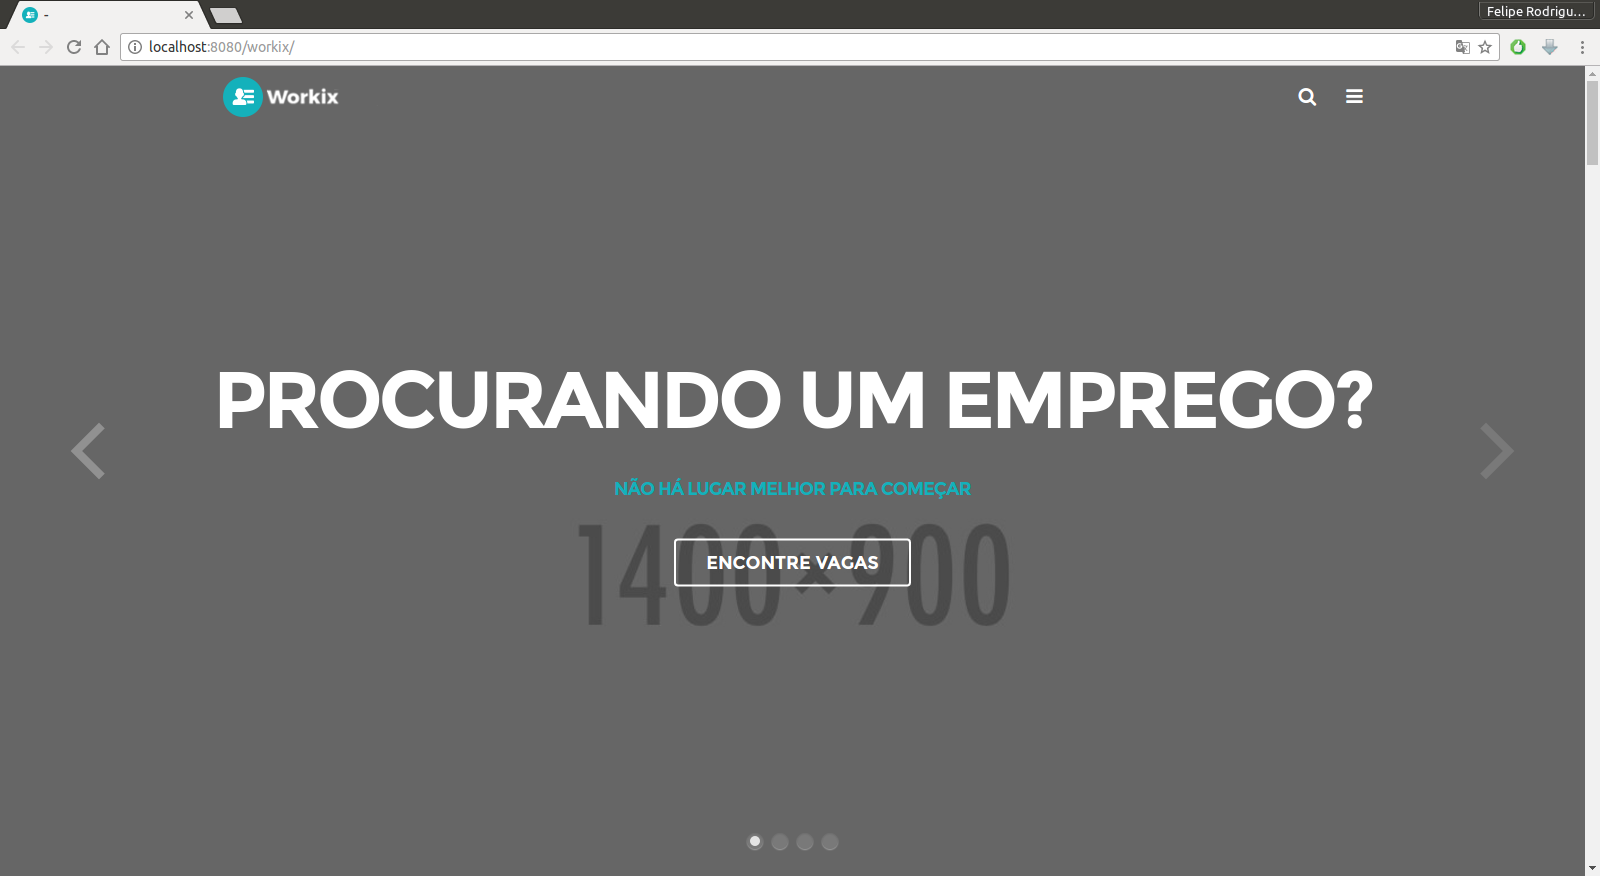 -
Felipe Rodrigu...
localhost:8080/workix/
Workix
PROCURANDO UM EMPREGO?
NÃO HÁ LUGAR MELHOR PARA COMEÇAR
1400×900
ENCONTRE VAGAS